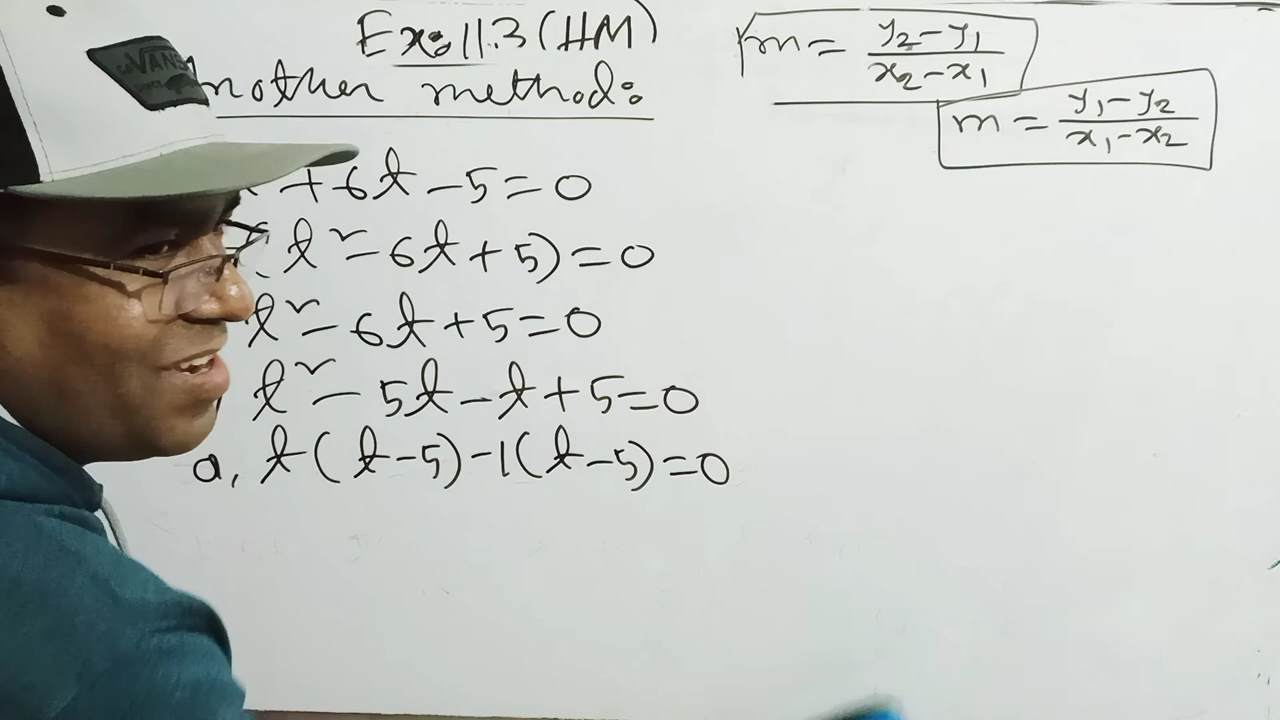 Ex: 11.3 (HM)
Another method:
m = y₂ - y₁ / x₂ - x₁
m = y₁ - y₂ / x₁ - x₂
VANS
+ 6t - 5 = 0
t² - 6t + 5) = 0
t² - 6t + 5 = 0
t² - 5t - t + 5 = 0
a, t(t - 5) - 1(t - 5) = 0